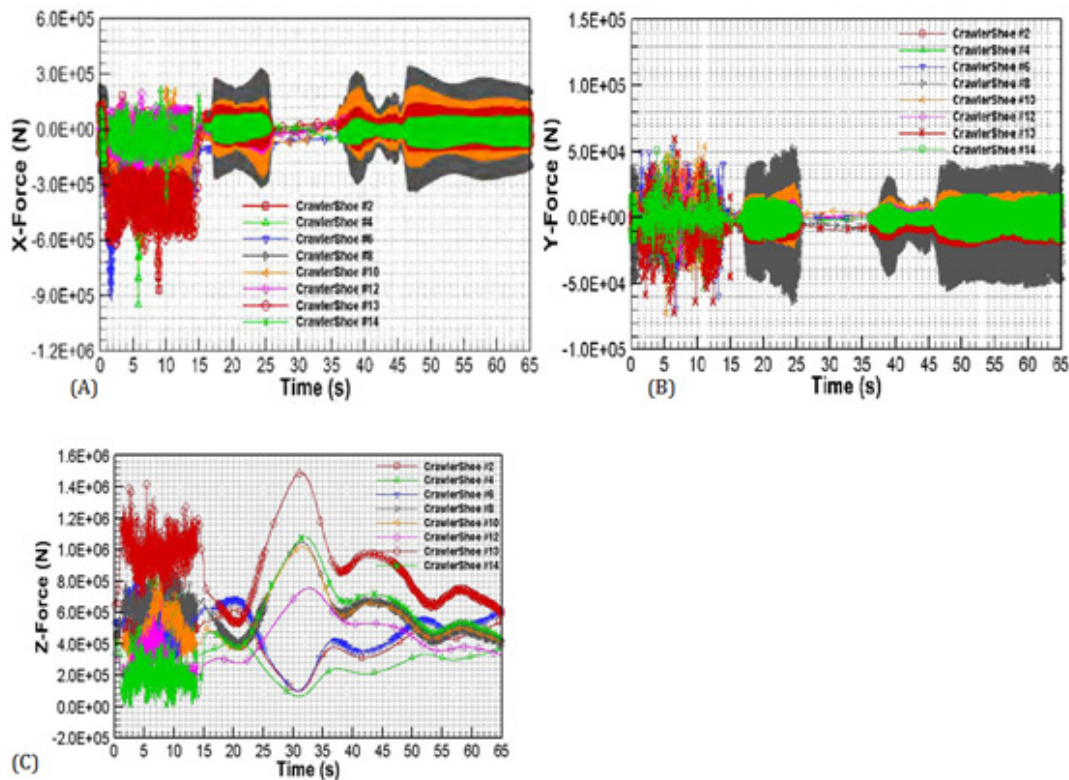 6.0E+05
3.0E+05
0.0E+00
-3.0E+05
-6.0E+05
-9.0E+05
-1.2E+06
X-Force (N)
CrawlerShoe #2
CrawlerShoe #4
CrawlerShoe #6
CrawlerShoe #8
CrawlerShoe #10
CrawlerShoe #12
CrawlerShoe #13
CrawlerShoe #14
0 5 10 15 20 25 30 35 40 45 50 55 60 65
Time (s)
(A)
1.5E+05
1.0E+05
5.0E+04
0.0E+00
-5.0E+04
-1.0E+05
Y-Force (N)
CrawlerShoe #2
CrawlerShoe #4
CrawlerShoe #6
CrawlerShoe #8
CrawlerShoe #10
CrawlerShoe #12
CrawlerShoe #13
CrawlerShoe #14
0 5 10 15 20 25 30 35 40 45 50 55 60 65
Time (s)
(B)
1.6E+06
1.4E+06
1.2E+06
1.0E+06
8.0E+05
6.0E+05
4.0E+05
2.0E+05
0.0E+00
-2.0E+05
Z-Force (N)
CrawlerShoe #2
CrawlerShoe #4
CrawlerShoe #6
CrawlerShoe #8
CrawlerShoe #10
CrawlerShoe #12
CrawlerShoe #13
CrawlerShoe #14
0 5 10 15 20 25 30 35 40 45 50 55 60 65
Time (s)
(C)